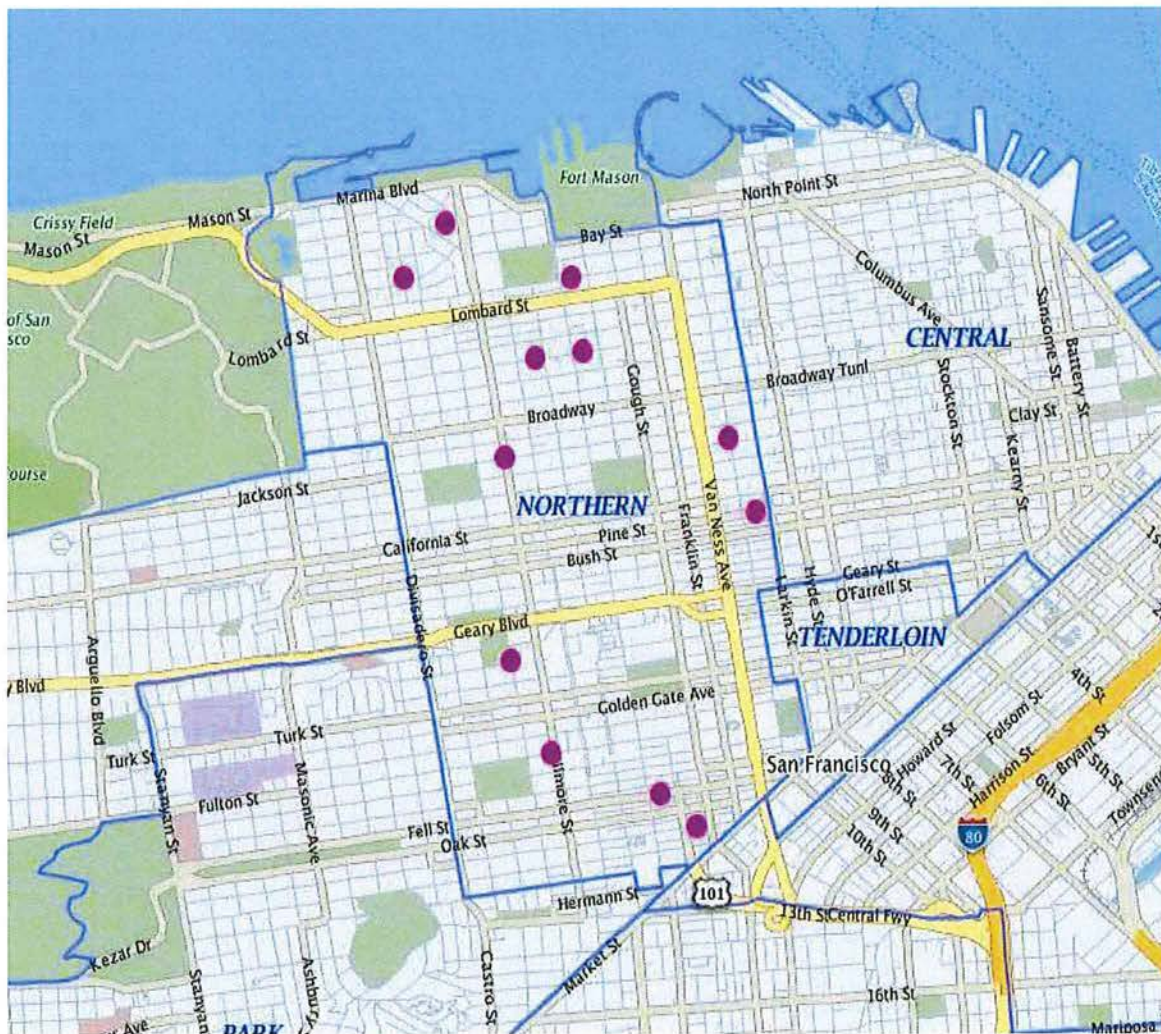 Fort Mason
North Point St
Marina Blvd
Crissy Field
Mason St
Mason St
Bay St
Columbus Ave
Sansome St
Battery St
of San
sco
Lombard St
Lombard St
CENTRAL
Broadway Tunl
Stockton St
Gough St
Broadway
Clay St
Kearny St
ourse
Jackson St
Van Ness Ave
NORTHERN
Franklin St
California St
Pine St
Bush St
Geary St
O'Farrell St
Hyde St
Larkin St
Divisadero St
Geary Blvd
TENDERLOIN
Arguello Blvd
y Blvd
4th St
Folsom St
Golden Gate Ave
Turk St
Turk St
San Francisco
Howard St
Harrison St
Bryant St
5th St
6th St
7th St
8th St
9th St
10th St
Townsen
Stanyan St
Masonic Ave
llmore St
Fulton St
Fell St
Oak St
80
Hermann St
101
13th St
Central Fwy
Kezar Dr
Market St
Stanyan
Ashbury
Castro St
16th St
PARK
Ave
Mariposa